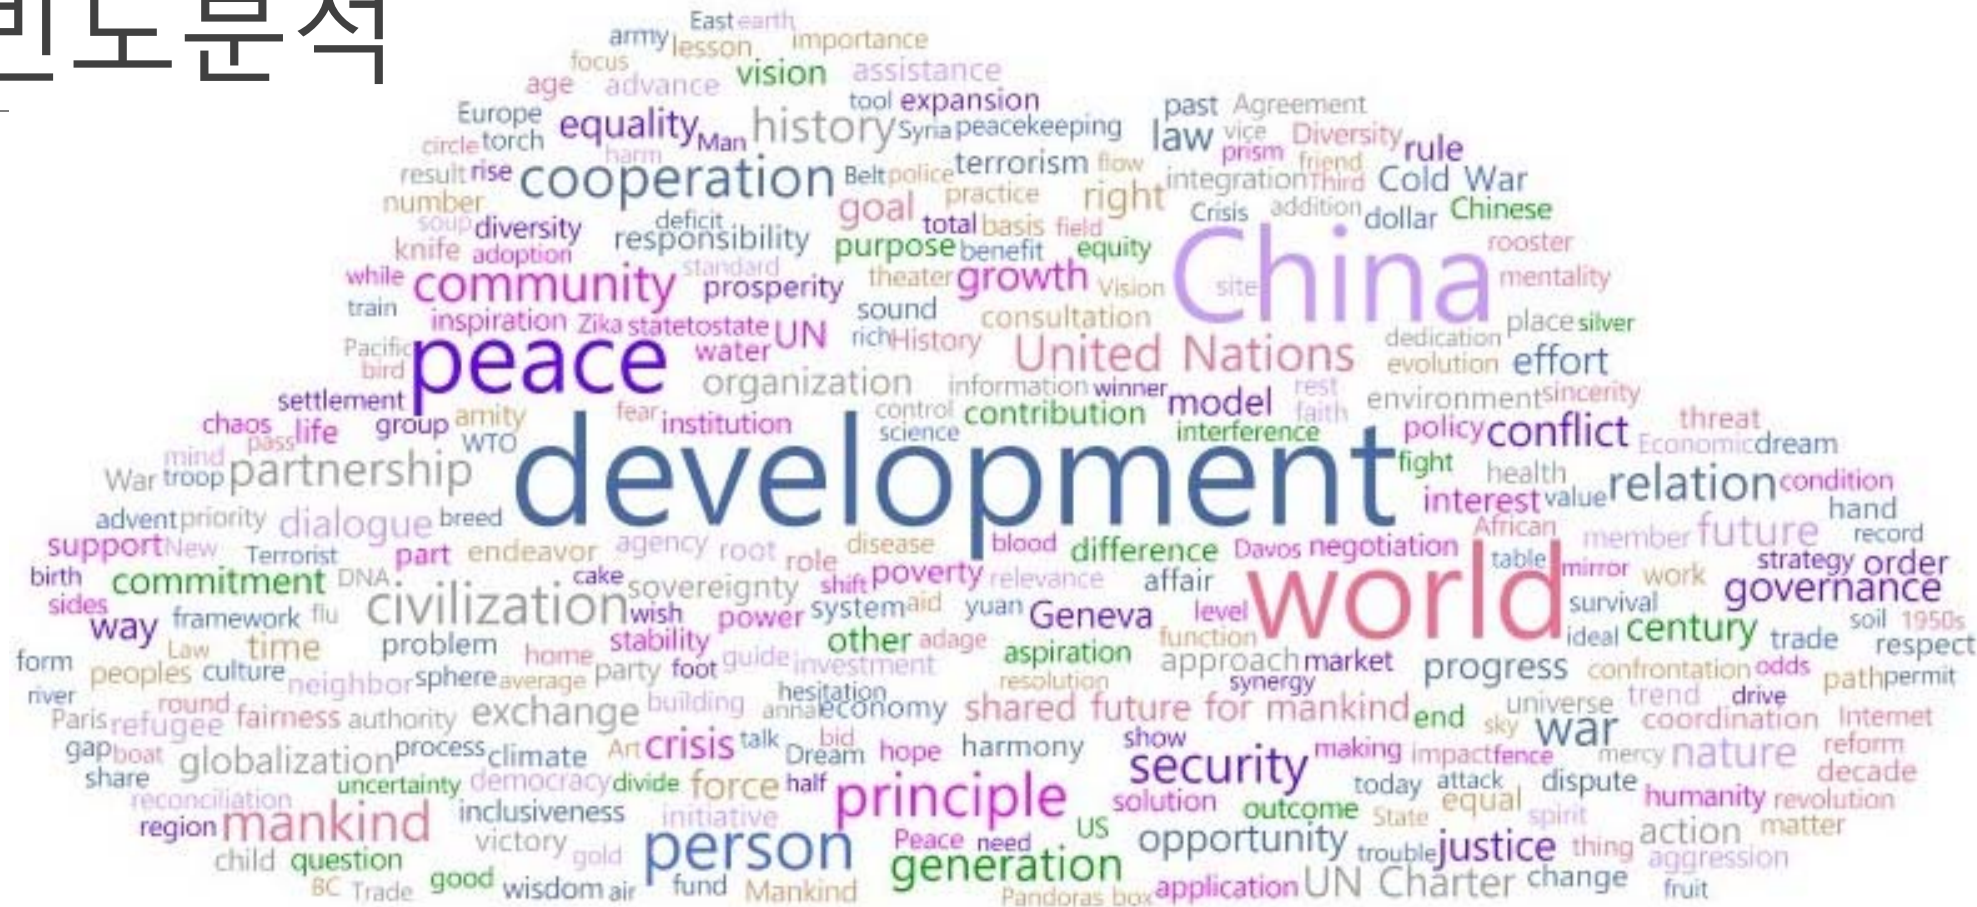 빈도분석
East earth
army lesson importance
focus vision assistance
age advance tool expansion past Agreement
Europe equality Man history Syria peacekeeping law vice Diversity rule
circle torch harm terrorism flow prism friend
result rise cooperation Belt police practice right integration Third Cold War
number soup diversity deficit goal total basis field Crisis addition dollar Chinese
knife adoption responsibility purpose benefit equity China rooster
while community standard prosperity theater growth Vision site mentality
train inspiration Zika statetostate UN sound consultation place silver
Pacific bird peace water rich History United Nations dedication evolution effort
settlement organization information winner model rest environment sincerity
chaos pass life group amity fear institution control contribution faith policy conflict threat
mind WTO science interference Economic dream
War troop partnership development fight health relation condition
advent priority dialogue breed interest value hand
support New Terrorist part endeavor agency root role disease blood difference Davos negotiation African member future record
birth commitment DNA cake sovereignty shift poverty relevance affair world table mirror work strategy order
sides way framework flu civilization wish power system aid yuan Geneva level survival governance
Law time problem stability other adage function ideal century trade soil 1950s respect
form peoples culture home party foot guide investment aspiration approach market progress confrontation odds
river neighbor sphere average hesitation resolution synergy path permit
Paris round refugee fairness authority exchange building annal economy shared future for mankind end universe trend drive
gap boat globalization process climate Art crisis talk bid Dream hope harmony show sky war coordination Internet
share uncertainty democracy divide force half security making impact fence mercy nature reform
reconciliation inclusiveness initiative principle solution outcome today attack dispute decade
region mankind victory Peace need US opportunity State equal spirit humanity revolution
child question gold person generation trouble justice thing action matter
BC Trade good wisdom air fund Mankind Pandoras box application UN Charter change aggression fruit